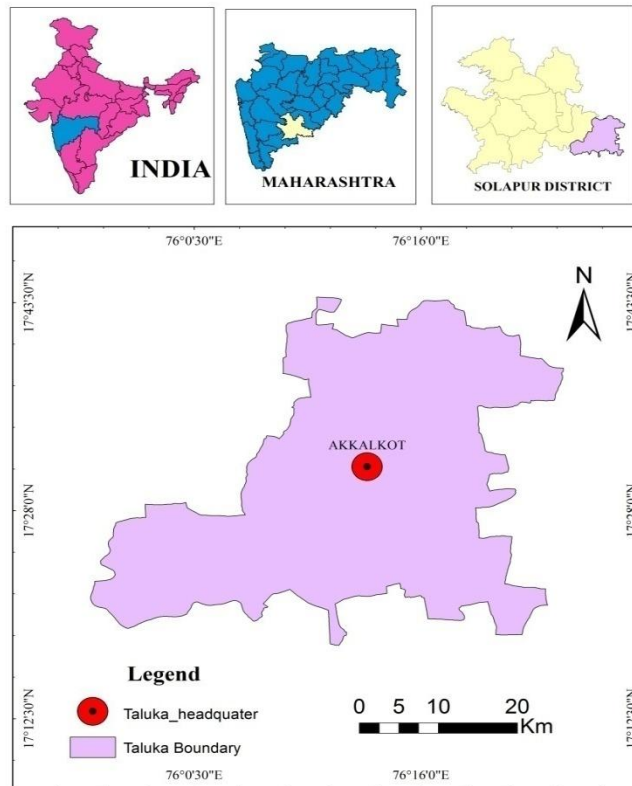 INDIA
MAHARASHTRA
SOLAPUR DISTRICT
76°0'30"E 76°16'0"E
17°43'30"N 17°43'30"N
N
AKKALKOT
17°28'0"N 17°28'0"N
Legend
Taluka_headquater
Taluka Boundary
0 5 10 20
Km
17°12'30"N 17°12'30"N
76°0'30"E 76°16'0"E